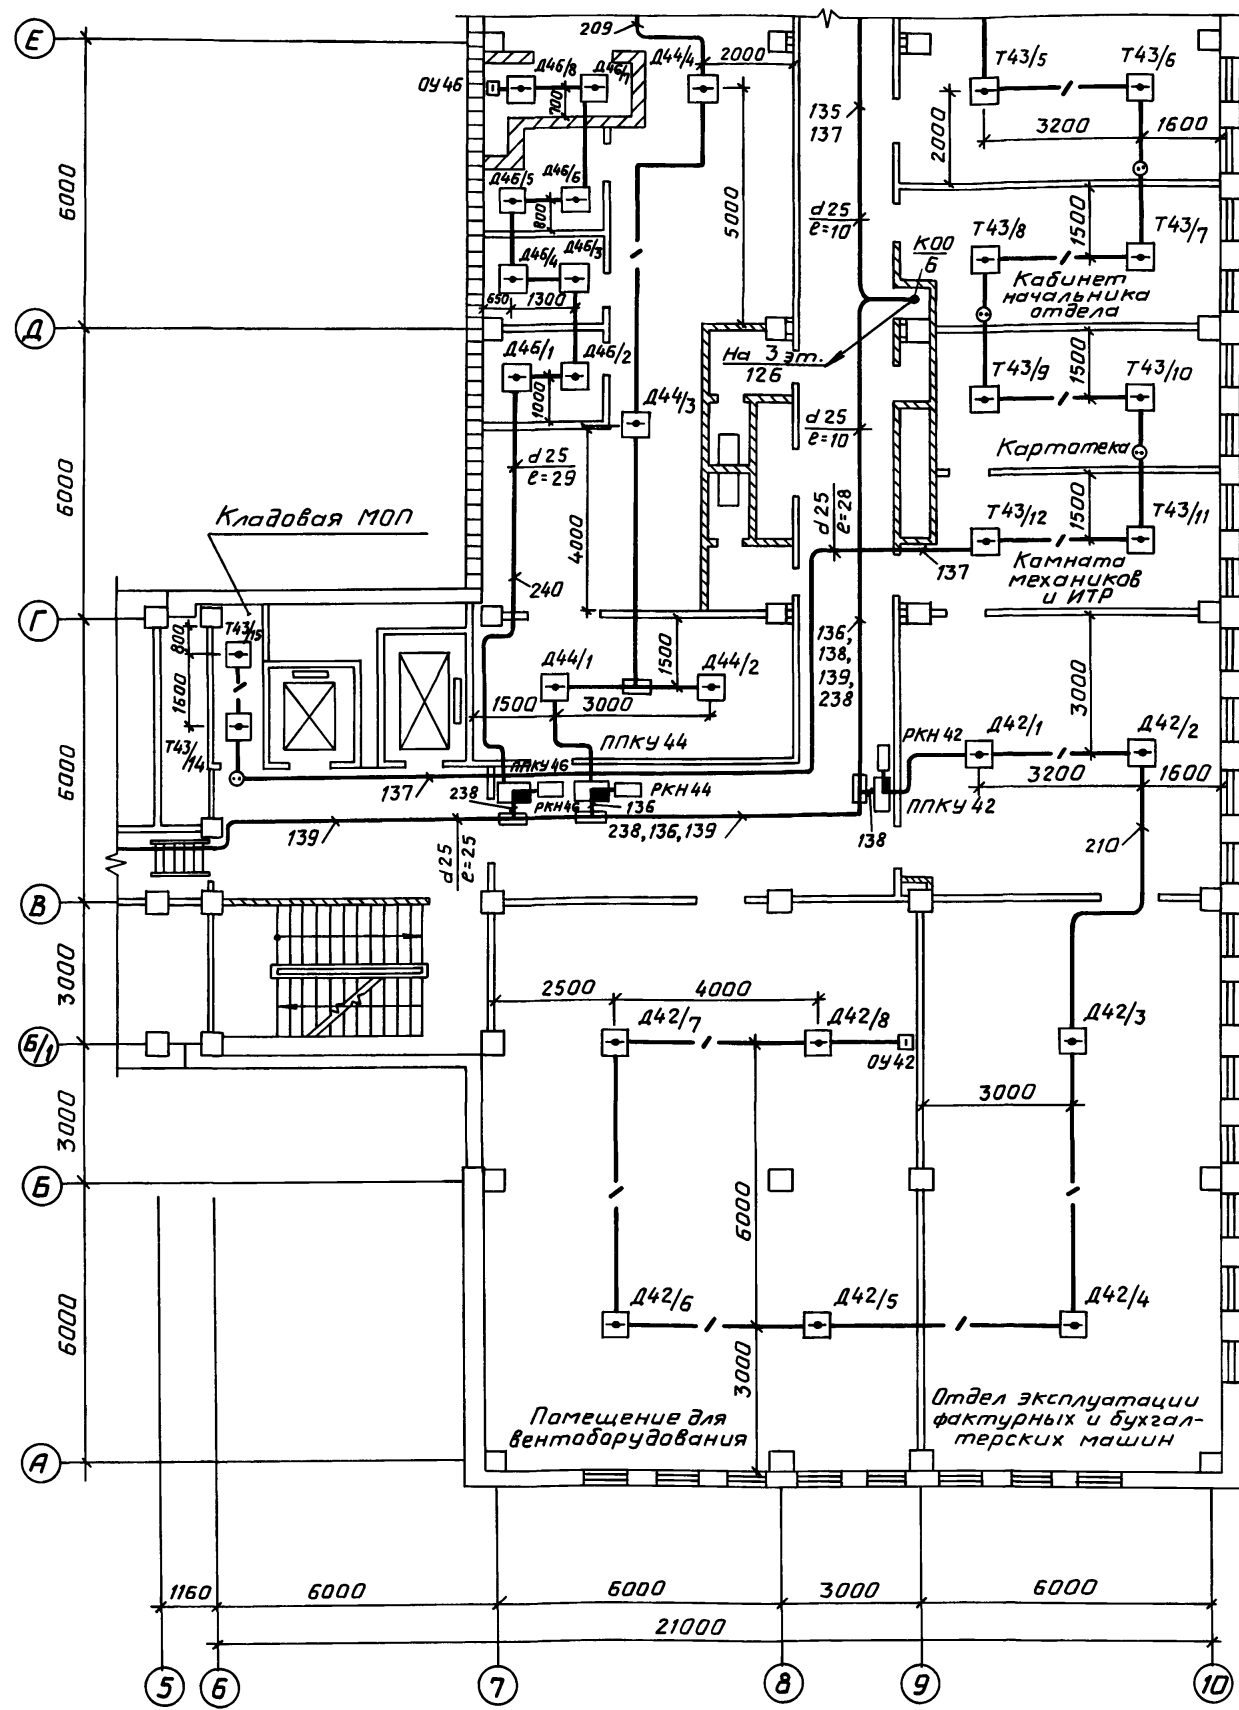 Е
209
Д46/8
Д46/7
Д44/4
2000
Т43/5
Т43/6
ОУ46
700
135
137
2000
3200
1600
6000
Д46/5
Д46/6
800
5000
d25
ℓ=10
Т43/8
1500
Т43/7
К00
6
Д46/4
Д46/3
Кабинет
начальника
отдела
650
1300
Д
Д46/1
Д46/2
На 3 эт.
126
Т43/9
1500
Т43/10
1000
Д44/3
d25
ℓ=10
d25
ℓ=29
Картотека
6000
4000
d25
ℓ=28
Кладовая МОП
Т43/12
1500
Т43/11
137
Комната
механиков
и ИТР
240
Г
Т43/15
800
1600
Т43/14
136,
138,
139,
238
Д44/1
1500
Д44/2
3000
1500
3000
ППКУ44
РКН42
Д42/1
Д42/2
3200
1600
6000
137
ППКУ46
238
РКН46
136
РКН44
ППКУ42
139
d25
ℓ=25
238,136,139
138
210
В
3000
2500
4000
Д42/7
Д42/8
ОУ42
Д42/3
Б/1
3000
3000
Б
6000
6000
Д42/6
Д42/5
Д42/4
3000
Помещение для
вентоборудования
Отдел эксплуатации
фактурных и бухгал-
терских машин
А
1160
6000
6000
3000
6000
21000
5
6
7
8
9
10